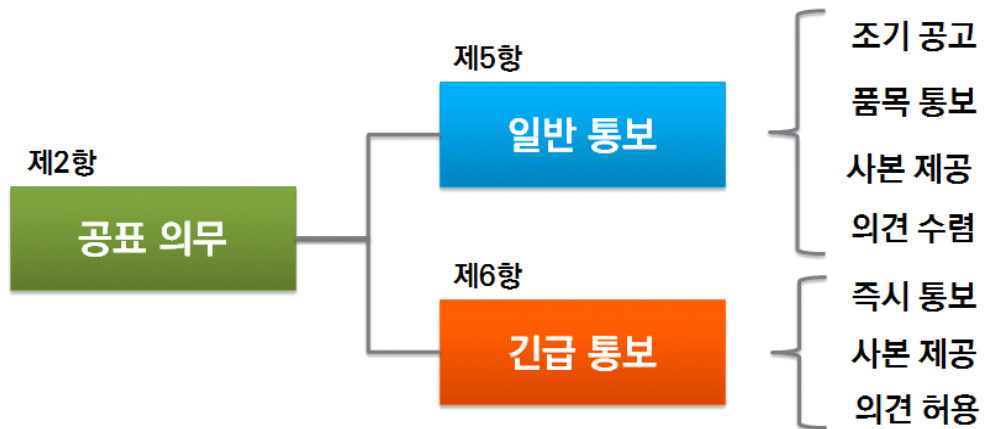 제2항
공표 의무
제5항
일반 통보
조기 공고
품목 통보
사본 제공
의견 수렴
제6항
긴급 통보
즉시 통보
사본 제공
의견 허용